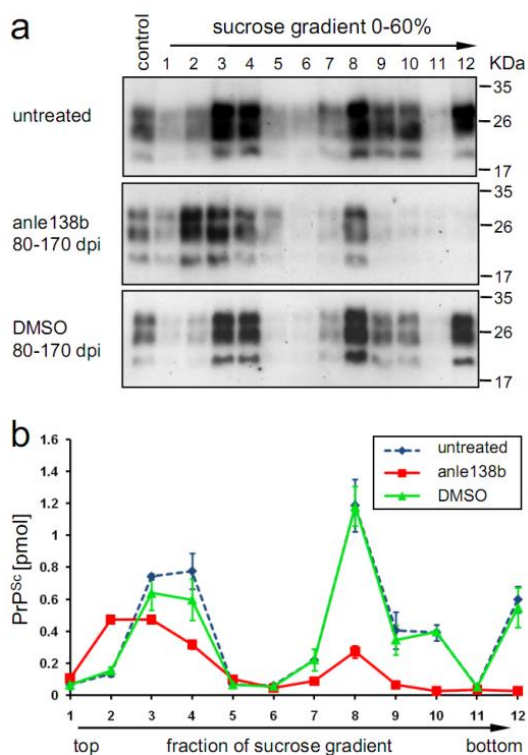 a
sucrose gradient 0-60%
control 1 2 3 4 5 6 7 8 9 10 11 12 KDa
untreated
35
26
17
anle138b
80-170 dpi
35
26
17
DMSO
80-170 dpi
35
26
17
b
untreated
anle138b
DMSO
PrPSc [pmol]
1.6
1.4
1.2
1
0.8
0.6
0.4
0.2
0
1 2 3 4 5 6 7 8 9 10 11 12
top fraction of sucrose gradient bottom